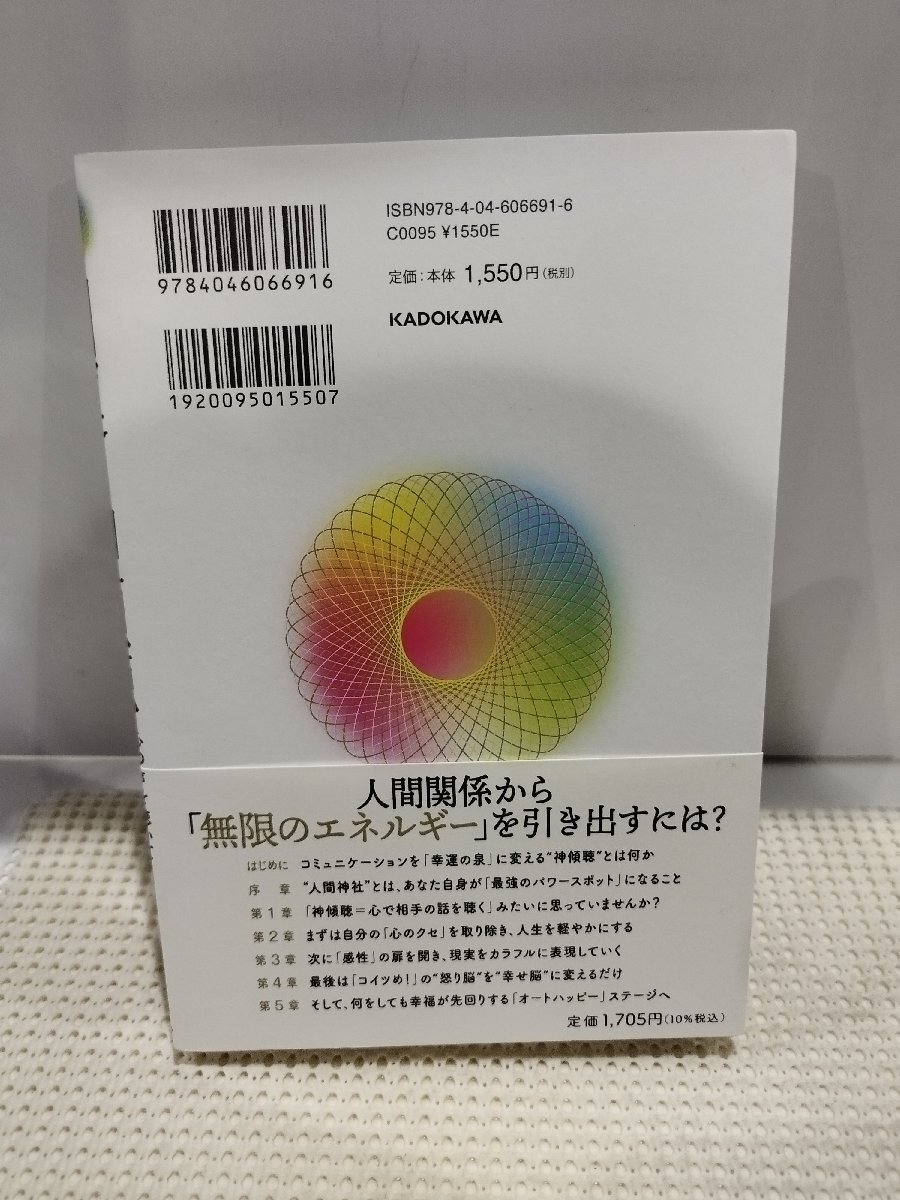 9784046066916
1920095015507
ISBN978-4-04-606691-6
C0095 ¥1550E
定価:本体 1,550円(税別)
KADOKAWA
人間関係から
「無限のエネルギー」を引き出すには?
はじめに コミュニケーションを「幸運の泉」に変える“神傾聴”とは何か
序 章 “人間神社”とは、あなた自身が「最強のパワースポット」になること
第1章 「神傾聴=心で相手の話を聴く」みたいに思っていませんか?
第2章 まずは自分の「心のクセ」を取り除き、人生を軽やかにする
第3章 次に「感性」の扉を開き、現実をカラフルに表現していく
第4章 最後は「コイツめ!」の“怒り脳”を“幸せ脳”に変えるだけ
第5章 そして、何をしても幸福が先回りする「オートハッピー」ステージへ
定価1,705円(10%税込)